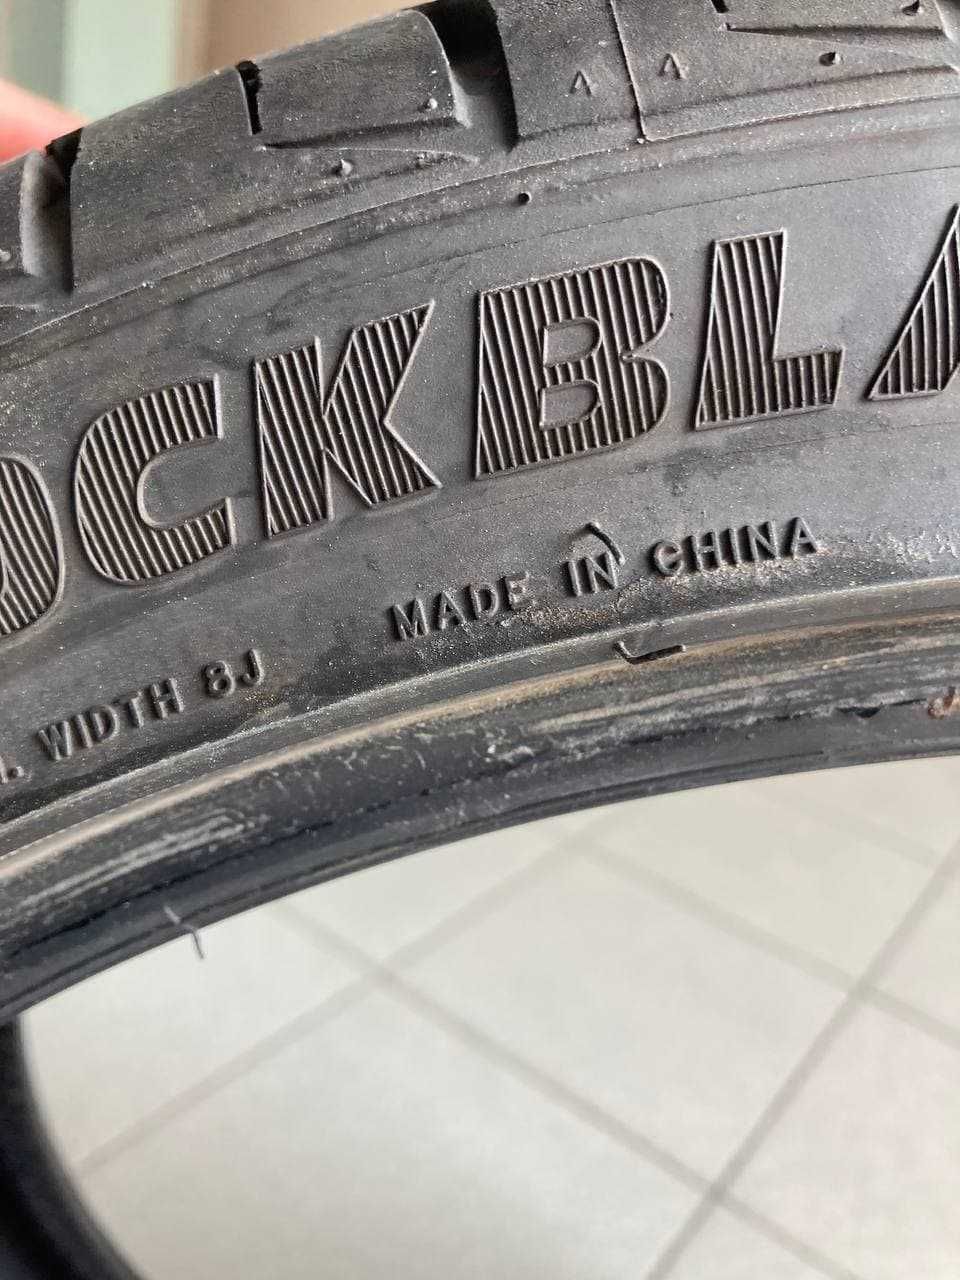 OCKBLA
MADE IN CHINA
. WIDTH 8J